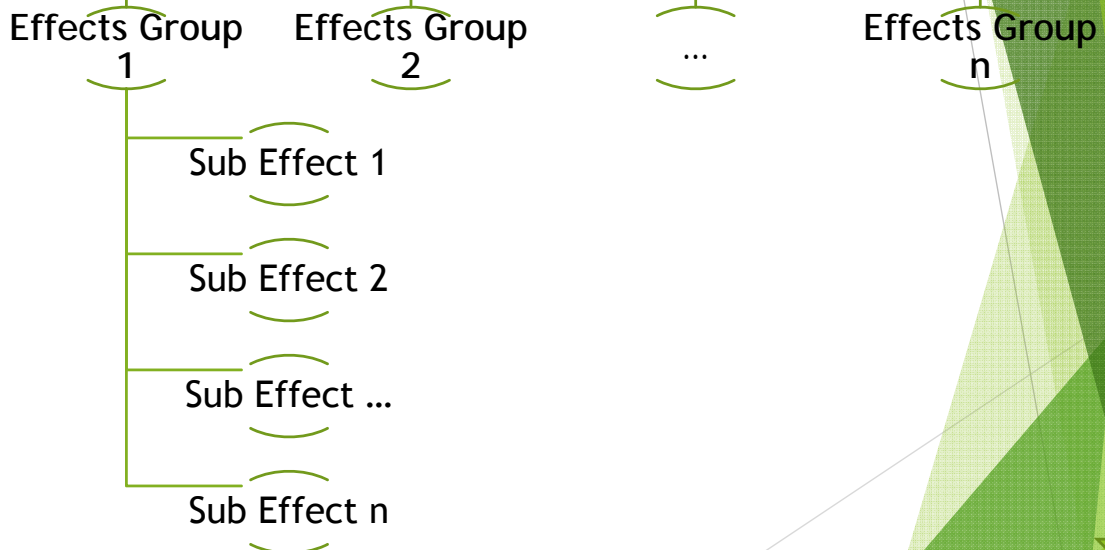 Effects Group
1
Effects Group
2
...
Effects Group
n
Sub Effect 1
Sub Effect 2
Sub Effect ...
Sub Effect n